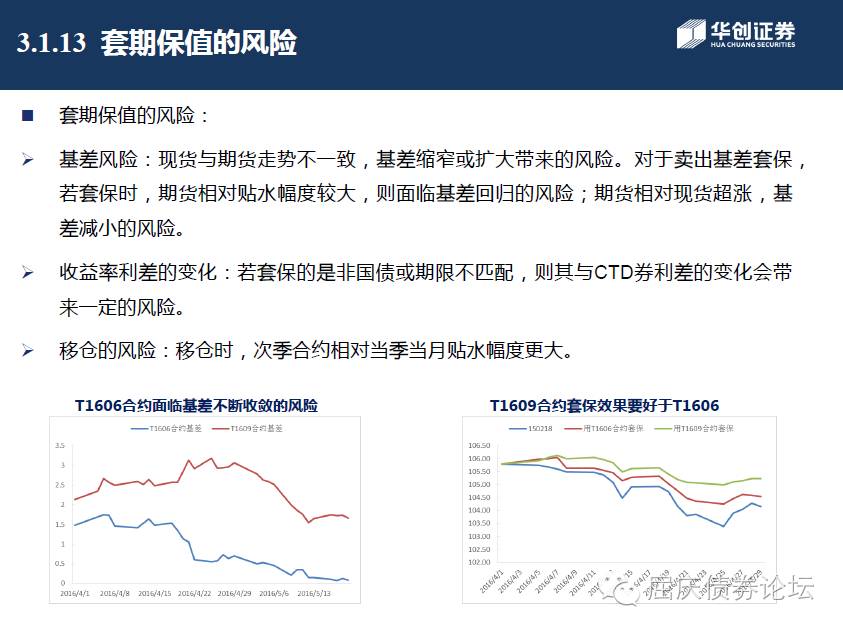 3.1.13 套期保值的风险
华创证券
HUA CHUANG SECURITIES
套期保值的风险：
基差风险：现货与期货走势不一致，基差缩窄或扩大带来的风险。对于卖出基差套保，
若套保时，期货相对贴水幅度较大，则面临基差回归的风险；期货相对现货超涨，基
差减小的风险。
收益率利差的变化：若套保的是非国债或期限不匹配，则其与CTD券利差的变化会带
来一定的风险。
移仓的风险：移仓时，次季合约相对当季当月贴水幅度更大。
T1606合约面临基差不断收敛的风险
T1606合约基差 T1609合约基差
3.5
3
2.5
2
1.5
1
0.5
0
2016/4/1 2016/4/8 2016/4/15 2016/4/22 2016/4/29 2016/5/6 2016/5/13
T1609合约套保效果要好于T1606
150218 用T1606合约套保 用T1609合约套保
106.50
106.00
105.50
105.00
104.50
104.00
103.50
103.00
102.50
102.00
2016/4/1 2016/4/3 2016/4/5 2016/4/7 2016/4/9 2016/4/11
屈庆债券论坛